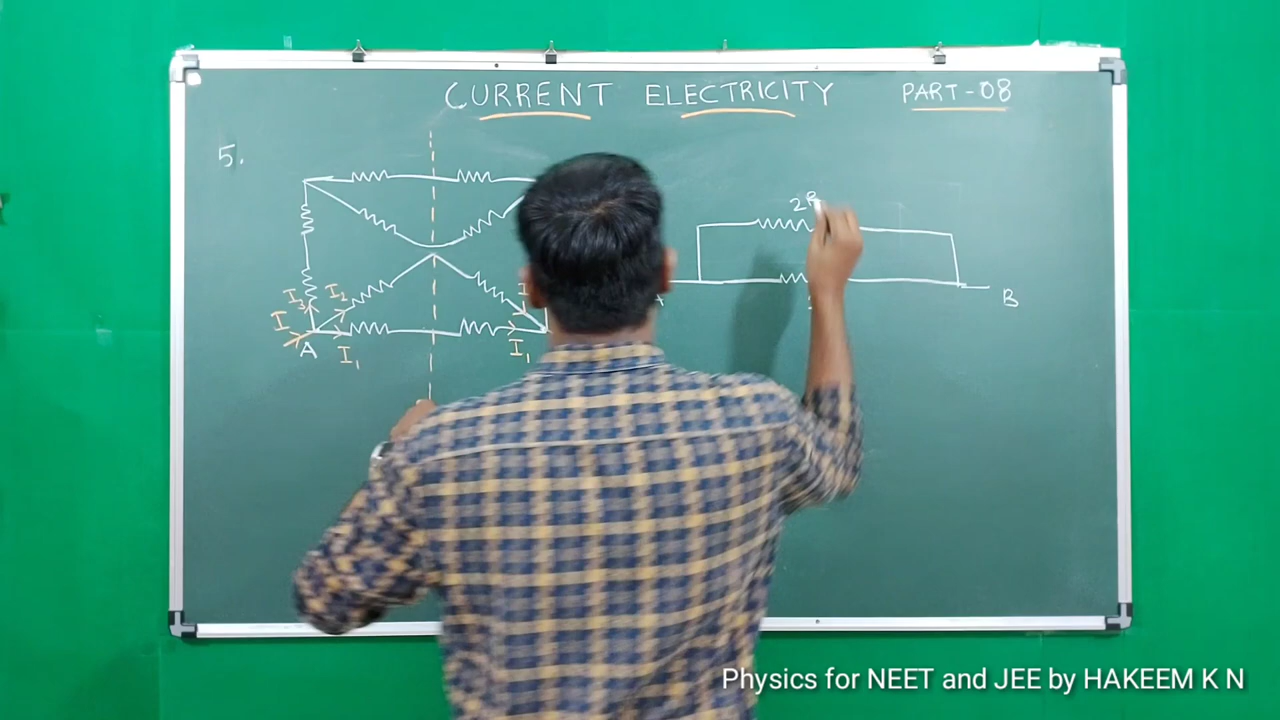 CURRENT ELECTRICITY PART-08
5.
2R
I₃ I₂
I
A I₁ I₁
B
Physics for NEET and JEE by HAKEEM K N